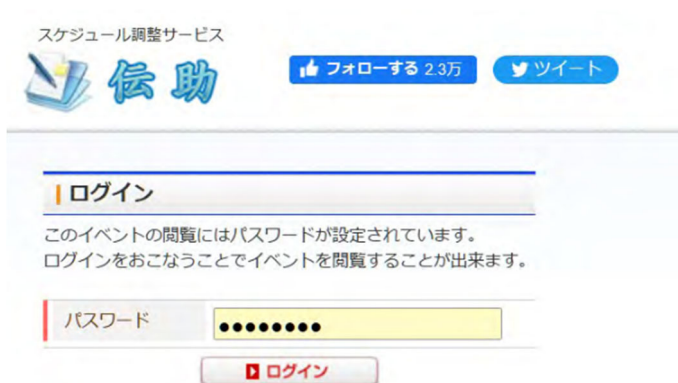 スケジュール調整サービス
伝助
フォローする 2.3万
ツイート
ログイン
このイベントの閲覧にはパスワードが設定されています。
ログインをおこなうことでイベントを閲覧することが出来ます。
パスワード
●●●●●●●●
ログイン